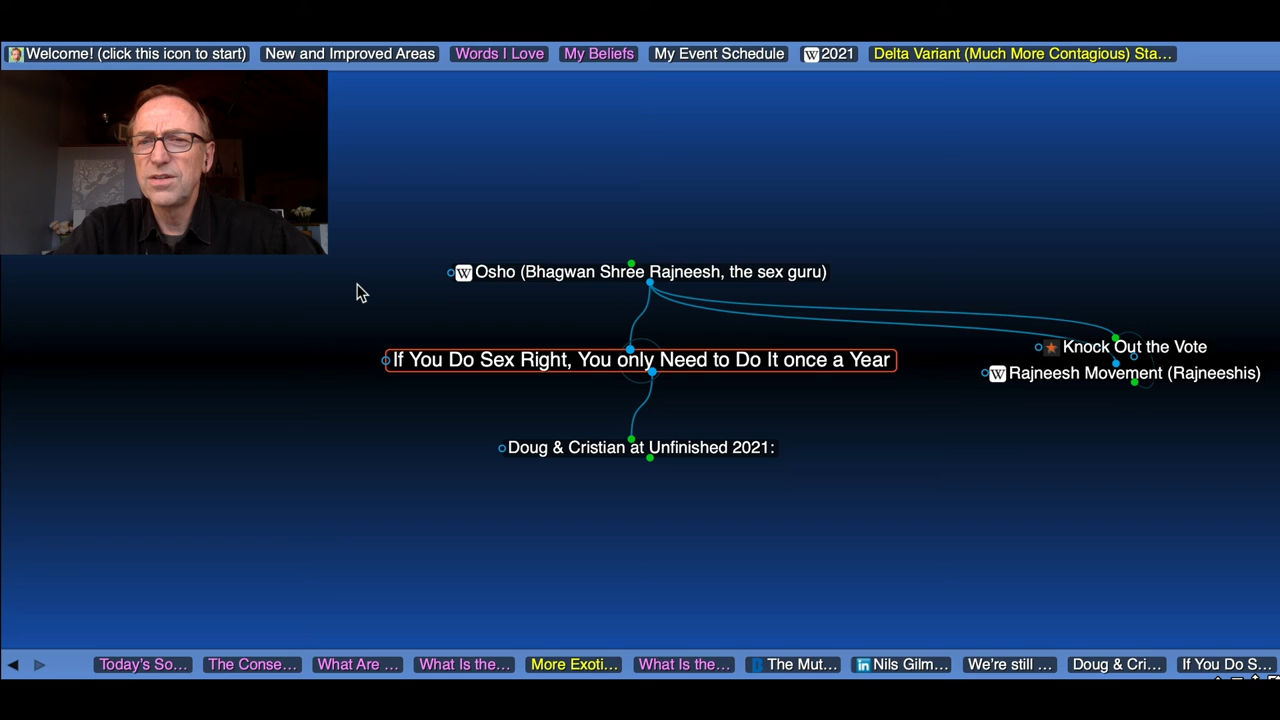 Welcome! (click this icon to start) New and Improved Areas Words I Love My Beliefs My Event Schedule W 2021 Delta Variant (Much More Contagious) Sta...
W Osho (Bhagwan Shree Rajneesh, the sex guru)
Knock Out the Vote
If You Do Sex Right, You only Need to Do It once a Year
W Rajneesh Movement (Rajneeshis)
Doug & Cristian at Unfinished 2021:
Today's So... The Conse... What Are ... What Is the... More Exoti... What Is the... The Mut... in Nils Gilm... We're still ... Doug & Cri... If You Do S...